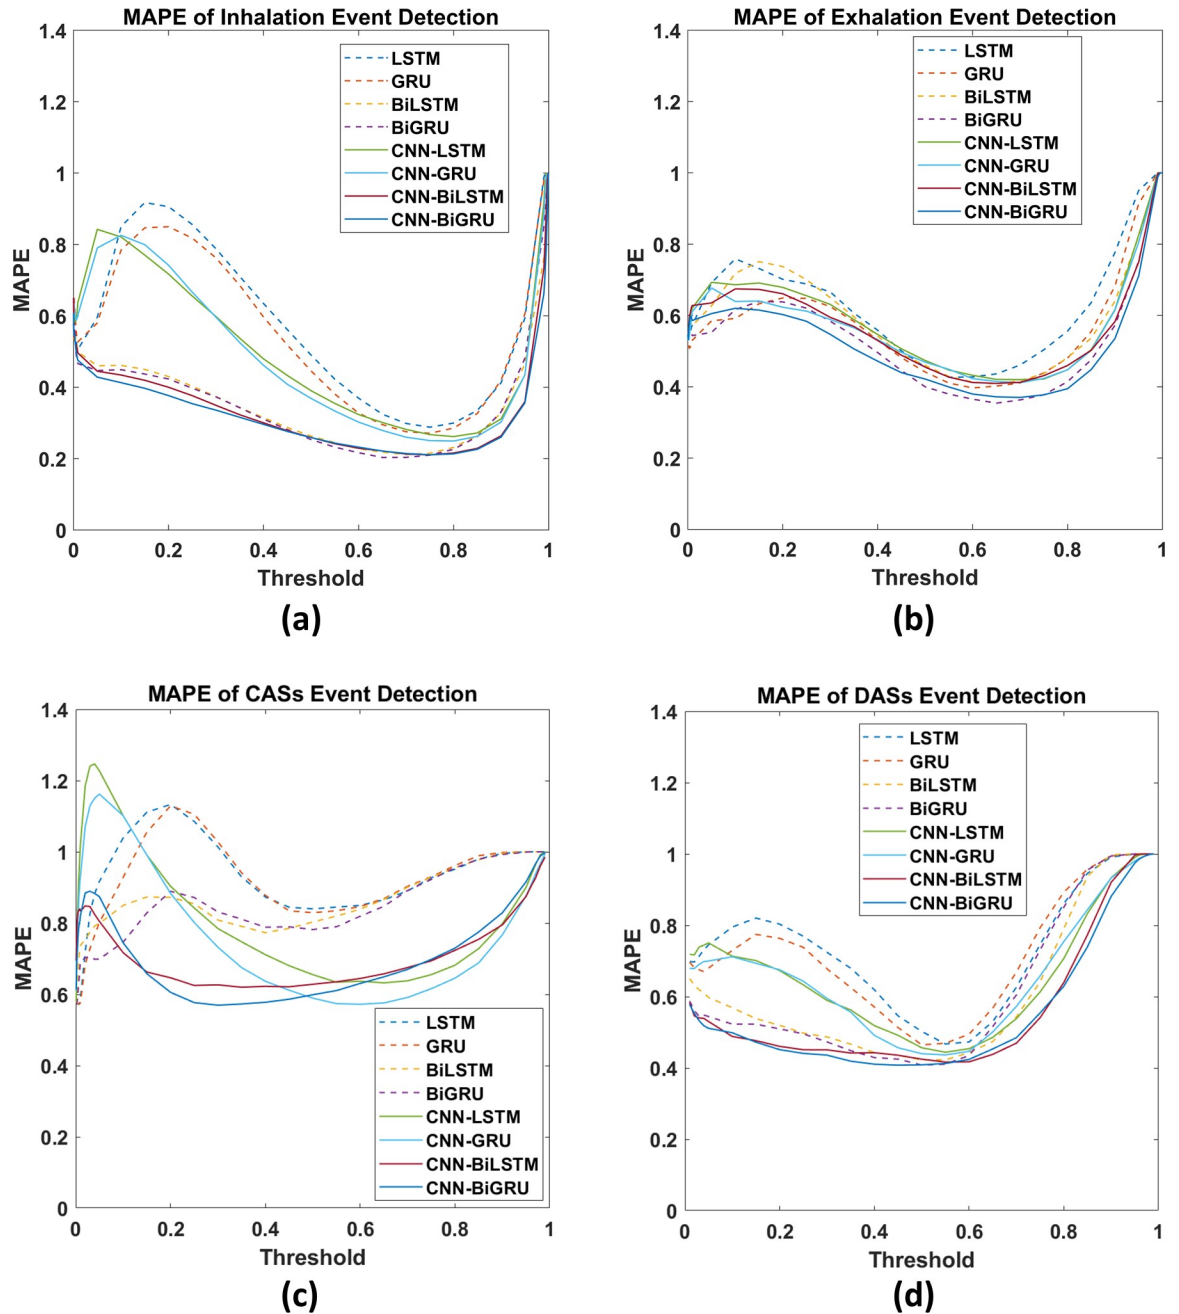 MAPE of Inhalation Event Detection
1.4
1.2
1
0.8
0.6
0.4
0.2
0
MAPE
LSTM
GRU
BiLSTM
BiGRU
CNN-LSTM
CNN-GRU
CNN-BiLSTM
CNN-BiGRU
0 0.2 0.4 0.6 0.8 1
Threshold
(a)
MAPE of Exhalation Event Detection
1.4
1.2
1
0.8
0.6
0.4
0.2
0
MAPE
LSTM
GRU
BiLSTM
BiGRU
CNN-LSTM
CNN-GRU
CNN-BiLSTM
CNN-BiGRU
0 0.2 0.4 0.6 0.8 1
Threshold
(b)
MAPE of CASs Event Detection
1.4
1.2
1
0.8
0.6
0.4
0.2
0
MAPE
LSTM
GRU
BiLSTM
BiGRU
CNN-LSTM
CNN-GRU
CNN-BiLSTM
CNN-BiGRU
0 0.2 0.4 0.6 0.8 1
Threshold
(c)
MAPE of DASs Event Detection
1.4
1.2
1
0.8
0.6
0.4
0.2
0
MAPE
LSTM
GRU
BiLSTM
BiGRU
CNN-LSTM
CNN-GRU
CNN-BiLSTM
CNN-BiGRU
0 0.2 0.4 0.6 0.8 1
Threshold
(d)